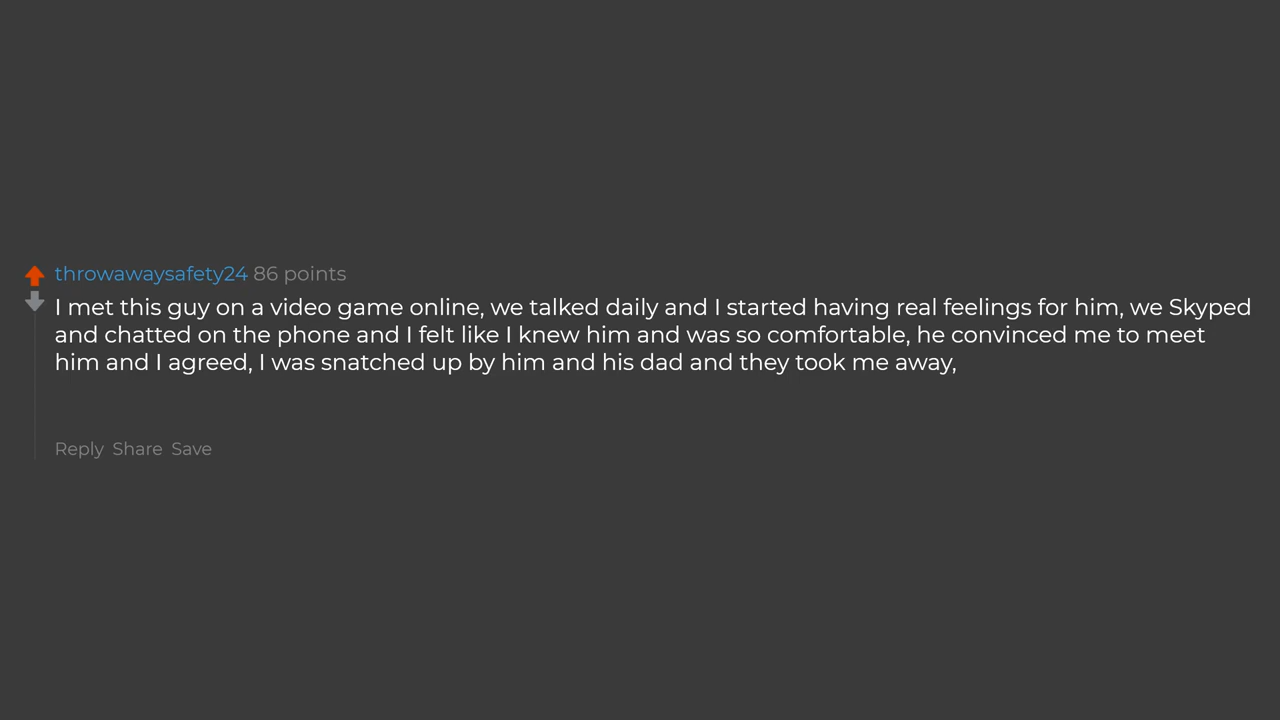 throwawaysafety24 86 points
I met this guy on a video game online, we talked daily and I started having real feelings for him, we Skyped
and chatted on the phone and I felt like I knew him and was so comfortable, he convinced me to meet
him and I agreed, I was snatched up by him and his dad and they took me away,
Reply Share Save